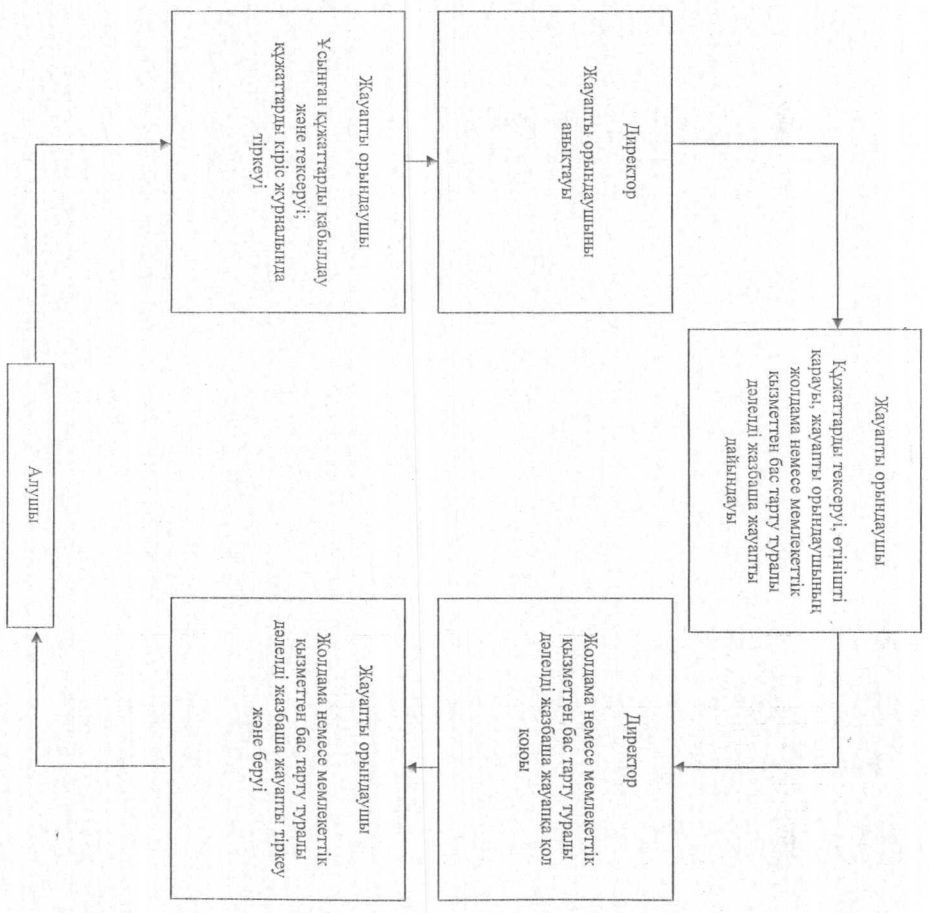 Жауапты орындаушы
Құжаттарды тексеруі, өтінішті
қарауы, жауапты орындаушының
жолдама немесе мемлекеттік
қызметтен бас тарту туралы
дәлелді жазбаша жауапты
дайындауы
Директор
Жауапты орындаушыны
анықтауы
Директор
Жолдама немесе мемлекеттік
қызметтен бас тарту туралы
дәлелді жазбаша жауапқа қол
қоюы
Жауапты орындаушы
Ұсынған құжаттарды қабылдау
және тексеруі;
құжаттарды кіріс журналында
тіркеуі
Жауапты орындаушы
Жолдама немесе мемлекеттік
қызметтен бас тарту туралы
дәлелді жазбаша жауапты тіркеу
және беруі
Алушы